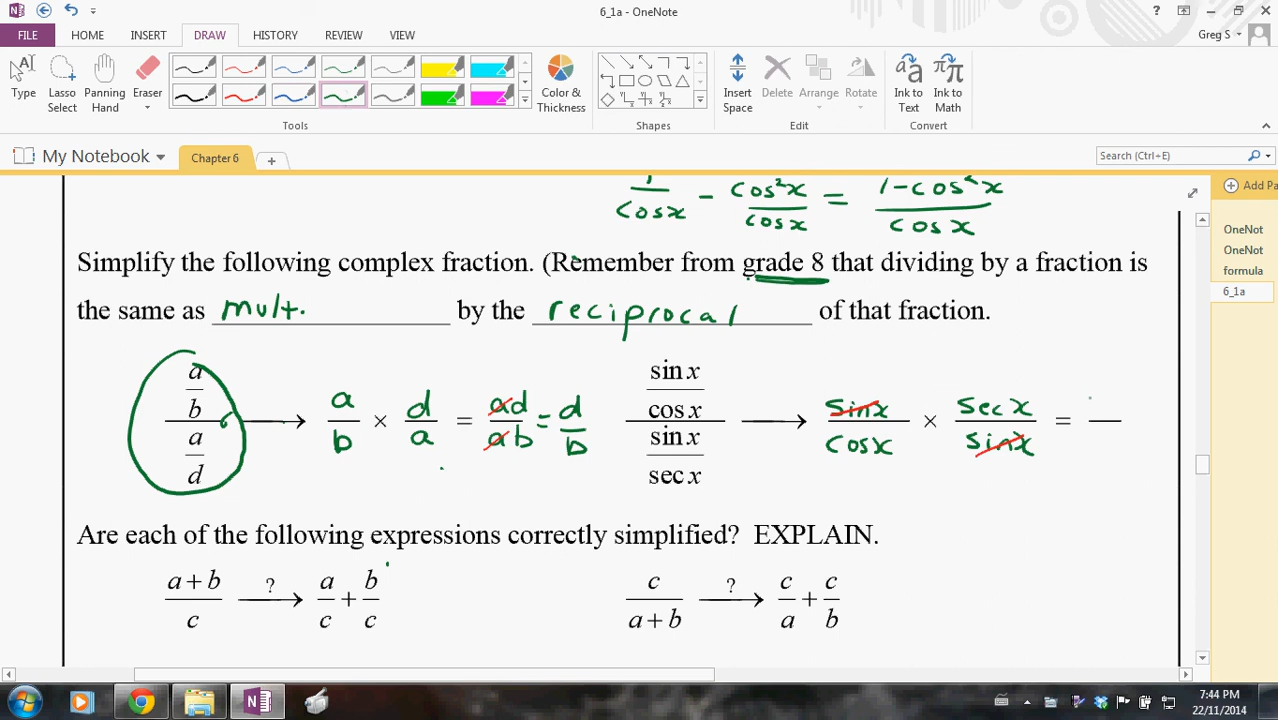 6_1a - OneNote
FILE HOME INSERT DRAW HISTORY REVIEW VIEW Greg S
Type Lasso Select Panning Hand Eraser Color & Thickness Insert Space Delete Arrange Rotate Ink to Text Ink to Math
Tools Shapes Edit Convert
My Notebook Chapter 6 Search (Ctrl+E)
Add Pa
OneNot
OneNot
formula
6_1a
1/cosx - cos²x/cosx = 1-cos²x/cosx
Simplify the following complex fraction. (Remember from grade 8 that dividing by a fraction is
the same as mult. by the reciprocal of that fraction.
a/b / a/d → a/b × d/a = ad/ab = d/b
sin x/cos x / sin x/sec x → sinx/cosx × secx/sinx =
Are each of the following expressions correctly simplified? EXPLAIN.
a+b/c ?→ a/c + b/c
c/a+b ?→ c/a + c/b
7:44 PM
22/11/2014